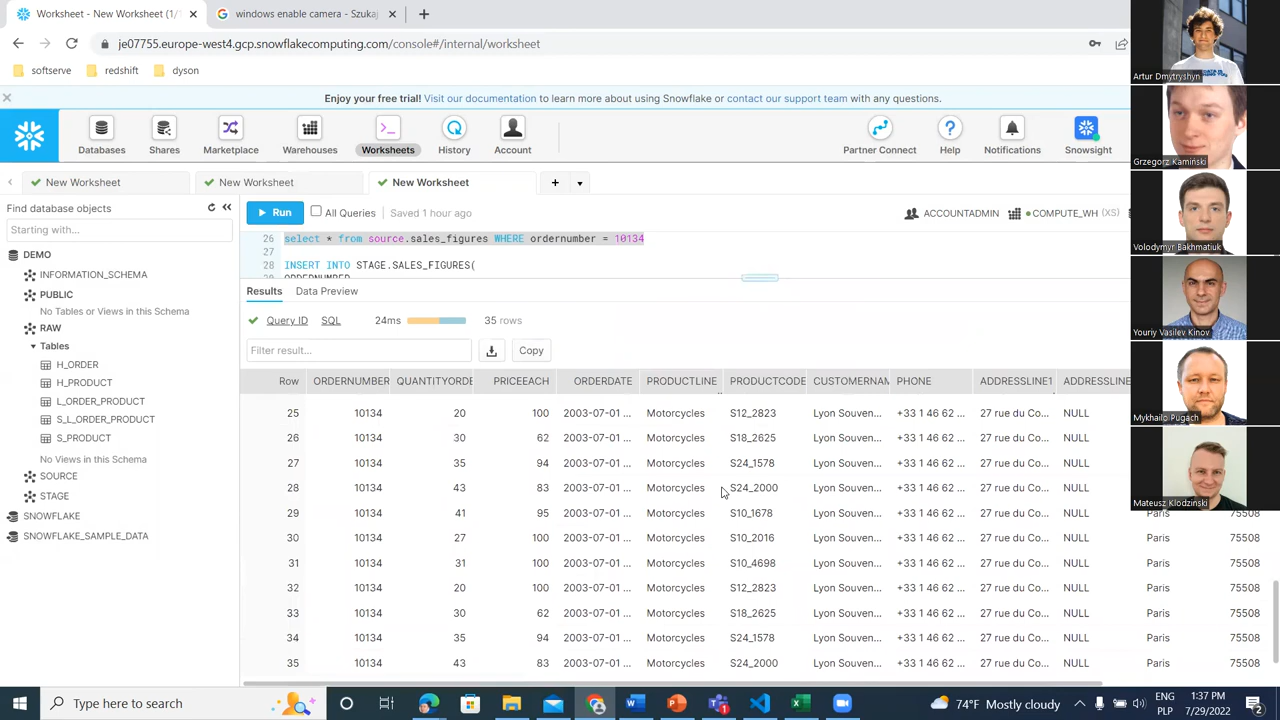 Worksheet - New Worksheet (1/
windows enable camera - Szukaj
je07755.europe-west4.gcp.snowflakecomputing.com/console#/internal/worksheet
softserve
redshift
dyson
Enjoy your free trial! Visit our documentation to learn more about using Snowflake or contact our support team with any questions.
Databases
Shares
Marketplace
Warehouses
Worksheets
History
Account
Partner Connect
Help
Notifications
Snowsight
New Worksheet
New Worksheet
New Worksheet
Find database objects
Starting with...
DEMO
INFORMATION_SCHEMA
PUBLIC
No Tables or Views in this Schema
RAW
Tables
H_ORDER
H_PRODUCT
L_ORDER_PRODUCT
S_L_ORDER_PRODUCT
S_PRODUCT
No Views in this Schema
SOURCE
STAGE
SNOWFLAKE
SNOWFLAKE_SAMPLE_DATA
Run All Queries Saved 1 hour ago
ACCOUNTADMIN COMPUTE_WH (XS)
26 select * from source.sales_figures WHERE ordernumber = 10134
27
28 INSERT INTO STAGE.SALES_FIGURES(
Results Data Preview
Query ID SQL 24ms 35 rows
Filter result... Copy
Row ORDERNUMBER QUANTITYORDE PRICEEACH ORDERDATE PRODUCTLINE PRODUCTCODE CUSTOMERNAM PHONE ADDRESSLINE1 ADDRESSLINE
25 10134 20 100 2003-07-01 ... Motorcycles S12_2823 Lyon Souven... +33 1 46 62 ... 27 rue du Co... NULL
26 10134 30 62 2003-07-01 ... Motorcycles S18_2625 Lyon Souven... +33 1 46 62 ... 27 rue du Co... NULL
27 10134 35 94 2003-07-01 ... Motorcycles S24_1578 Lyon Souven... +33 1 46 62 ... 27 rue du Co... NULL
28 10134 43 83 2003-07-01 ... Motorcycles S24_2000 Lyon Souven... +33 1 46 62 ... 27 rue du Co... NULL
29 10134 41 95 2003-07-01 ... Motorcycles S10_1678 Lyon Souven... +33 1 46 62 ... 27 rue du Co... NULL Paris 75508
30 10134 27 100 2003-07-01 ... Motorcycles S10_2016 Lyon Souven... +33 1 46 62 ... 27 rue du Co... NULL Paris 75508
31 10134 31 100 2003-07-01 ... Motorcycles S10_4698 Lyon Souven... +33 1 46 62 ... 27 rue du Co... NULL Paris 75508
32 10134 20 100 2003-07-01 ... Motorcycles S12_2823 Lyon Souven... +33 1 46 62 ... 27 rue du Co... NULL Paris 75508
33 10134 30 62 2003-07-01 ... Motorcycles S18_2625 Lyon Souven... +33 1 46 62 ... 27 rue du Co... NULL Paris 75508
34 10134 35 94 2003-07-01 ... Motorcycles S24_1578 Lyon Souven... +33 1 46 62 ... 27 rue du Co... NULL Paris 75508
35 10134 43 83 2003-07-01 ... Motorcycles S24_2000 Lyon Souven... +33 1 46 62 ... 27 rue du Co... NULL Paris 75508
Artur Dmytryshyn
Grzegorz Kamiński
Volodymyr Bakhmatiuk
Youriy Vasilev Kinov
Mykhailo Pugach
Mateusz Klodzinski
Type here to search
74°F Mostly cloudy
ENG
PLP
1:37 PM
7/29/2022
2